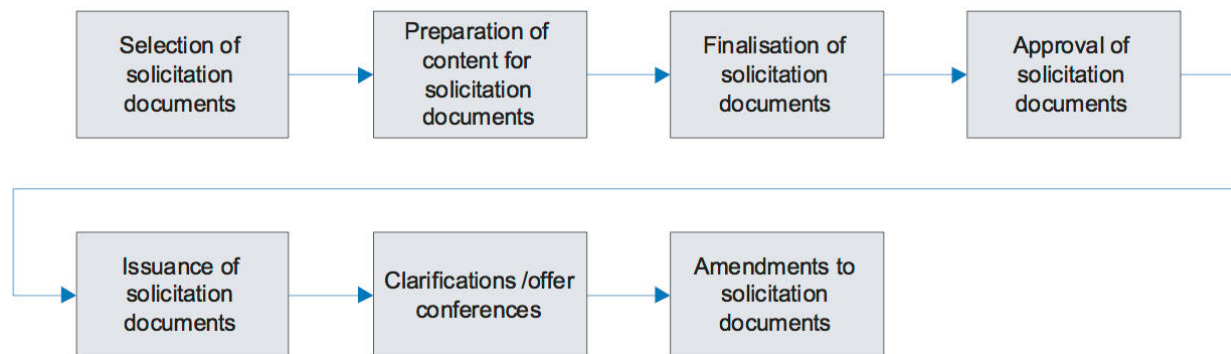 Selection of
solicitation
documents
Preparation of
content for
solicitation
documents
Finalisation of
solicitation
documents
Approval of
solicitation
documents
Issuance of
solicitation
documents
Clarifications /offer
conferences
Amendments to
solicitation
documents